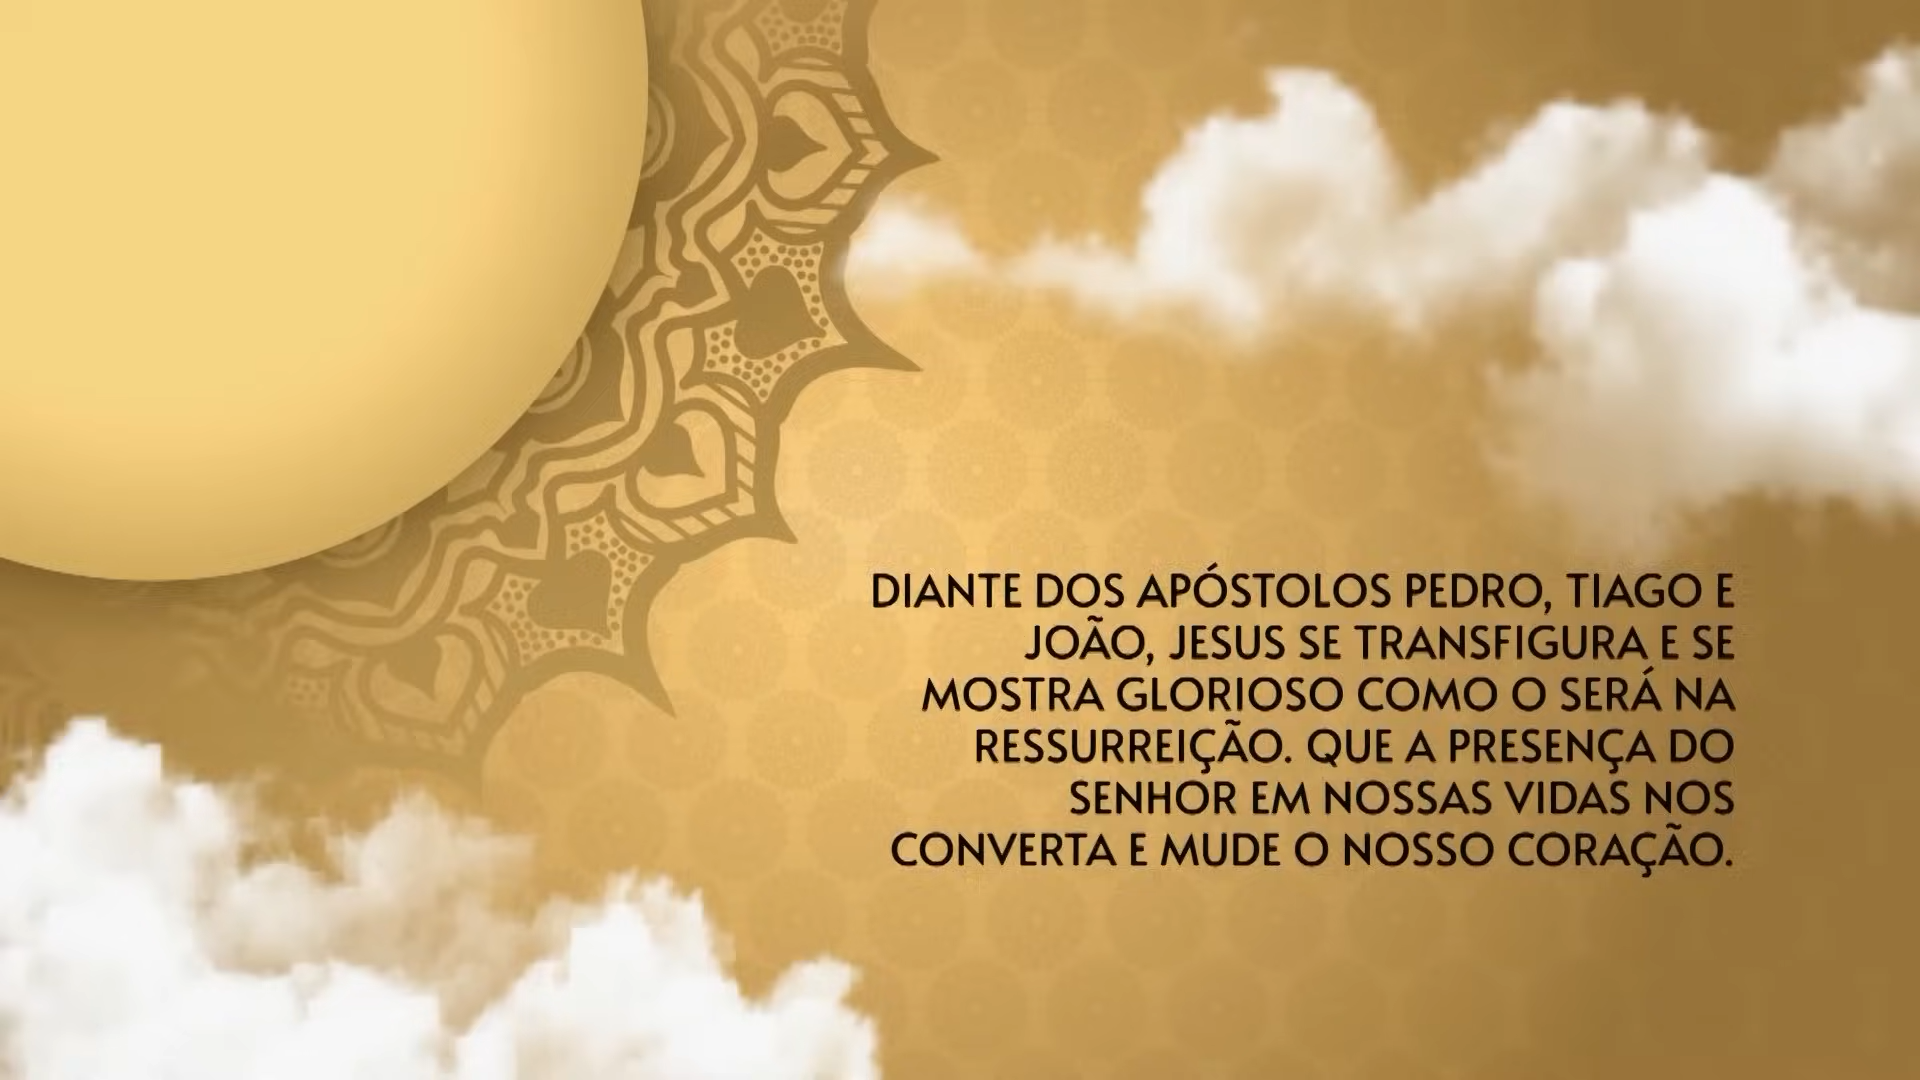 DIANTE DOS APÓSTOLOS PEDRO, TIAGO E
JOÃO, JESUS SE TRANSFIGURA E SE
MOSTRA GLORIOSO COMO O SERÁ NA
RESSURREIÇÃO. QUE A PRESENÇA DO
SENHOR EM NOSSAS VIDAS NOS
CONVERTA E MUDE O NOSSO CORAÇÃO.